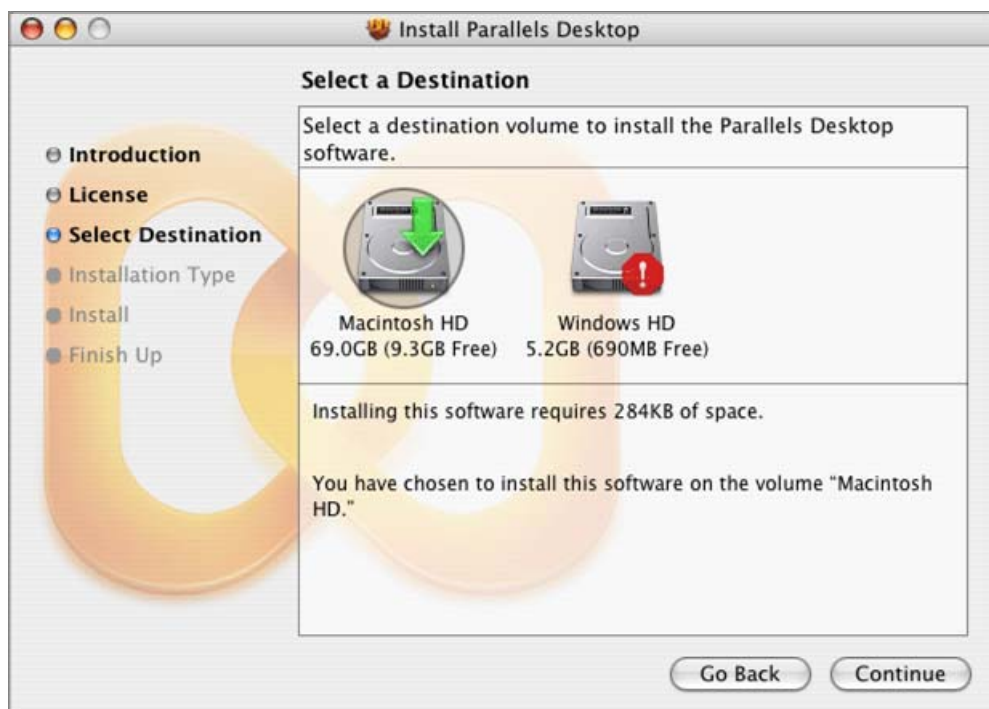 Install Parallels Desktop
Select a Destination
Introduction
License
Select Destination
Installation Type
Install
Finish Up
Select a destination volume to install the Parallels Desktop
software.
Macintosh HD
69.0GB (9.3GB Free)
Windows HD
5.2GB (690MB Free)
Installing this software requires 284KB of space.
You have chosen to install this software on the volume “Macintosh
HD.”
Go Back
Continue